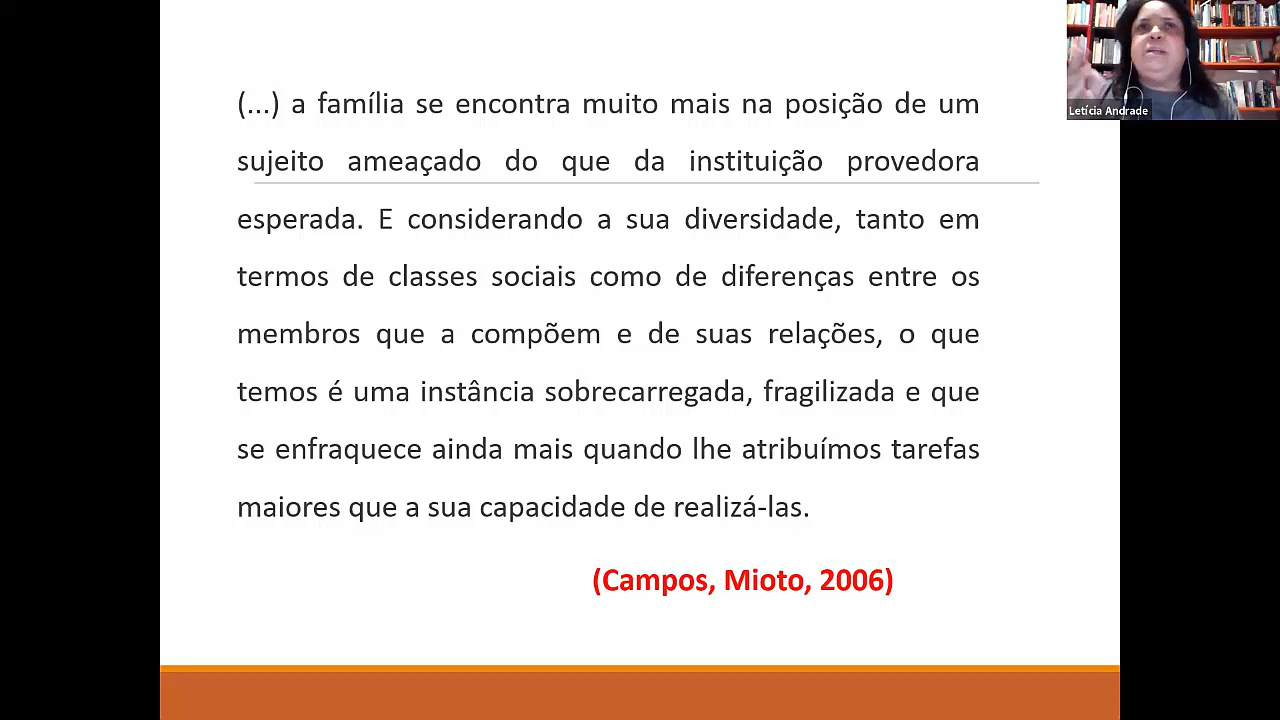 (...) a família se encontra muito mais na posição de um
sujeito ameaçado do que da instituição provedora
esperada. E considerando a sua diversidade, tanto em
termos de classes sociais como de diferenças entre os
membros que a compõem e de suas relações, o que
temos é uma instância sobrecarregada, fragilizada e que
se enfraquece ainda mais quando lhe atribuímos tarefas
maiores que a sua capacidade de realizá-las.
(Campos, Mioto, 2006)
Letícia Andrade